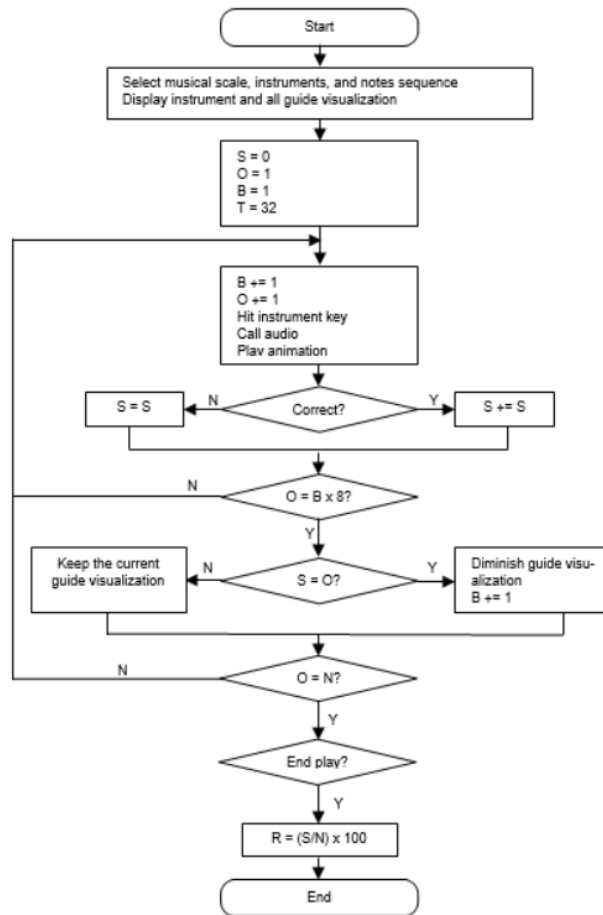 Start
Select musical scale, instruments, and notes sequence
Display instrument and all guide visualization
S = 0
O = 1
B = 1
T = 32
B += 1
O += 1
Hit instrument key
Call audio
Play animation
S = S
N
Correct?
Y
S += S
N
O = B x 8?
Y
Keep the current
guide visualization
N
S = O?
Y
Diminish guide visu-
alization
B += 1
N
O = N?
Y
End play?
Y
R = (S/N) x 100
End